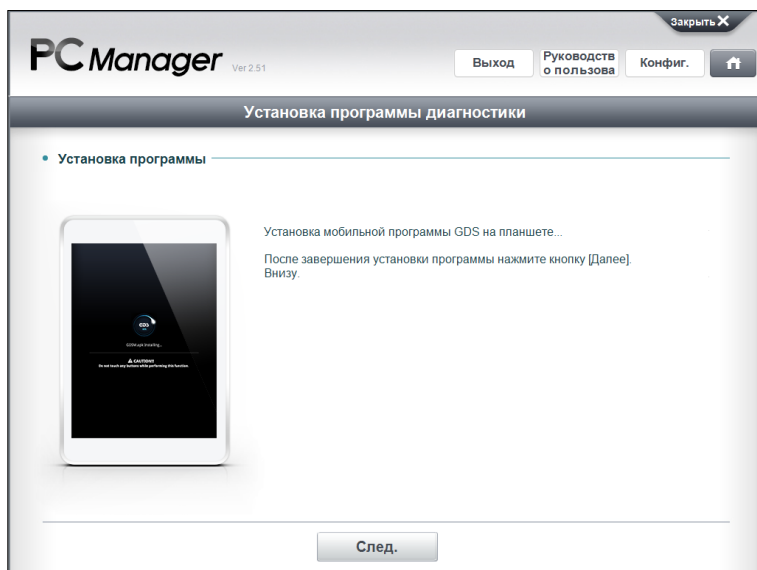 Закрыть X
PC Manager Ver 2.51
Выход
Руководств
о пользова
Конфиг.
Установка программы диагностики
• Установка программы
Установка мобильной программы GDS на планшете...
После завершения установки программы нажмите кнопку [Далее].
Внизу.
GDS
CAUTION!!
Do not touch any buttons while performing this function
След.